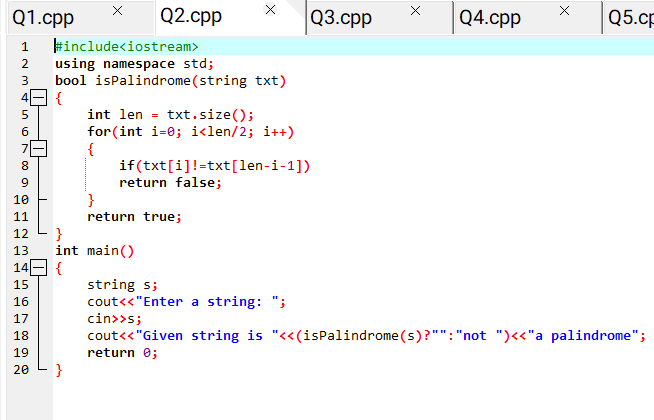 Q1.cpp × Q2.cpp × Q3.cpp × Q4.cpp × Q5.cp
1 #include<iostream>
2 using namespace std;
3 bool isPalindrome(string txt)
4 {
5 int len = txt.size();
6 for(int i=0; i<len/2; i++)
7 {
8 if(txt[i]!=txt[len-i-1])
9 return false;
10 }
11 return true;
12 }
13 int main()
14 {
15 string s;
16 cout<<"Enter a string: ";
17 cin>>s;
18 cout<<"Given string is "<<(isPalindrome(s)?"":"not ")<<"a palindrome";
19 return 0;
20 }